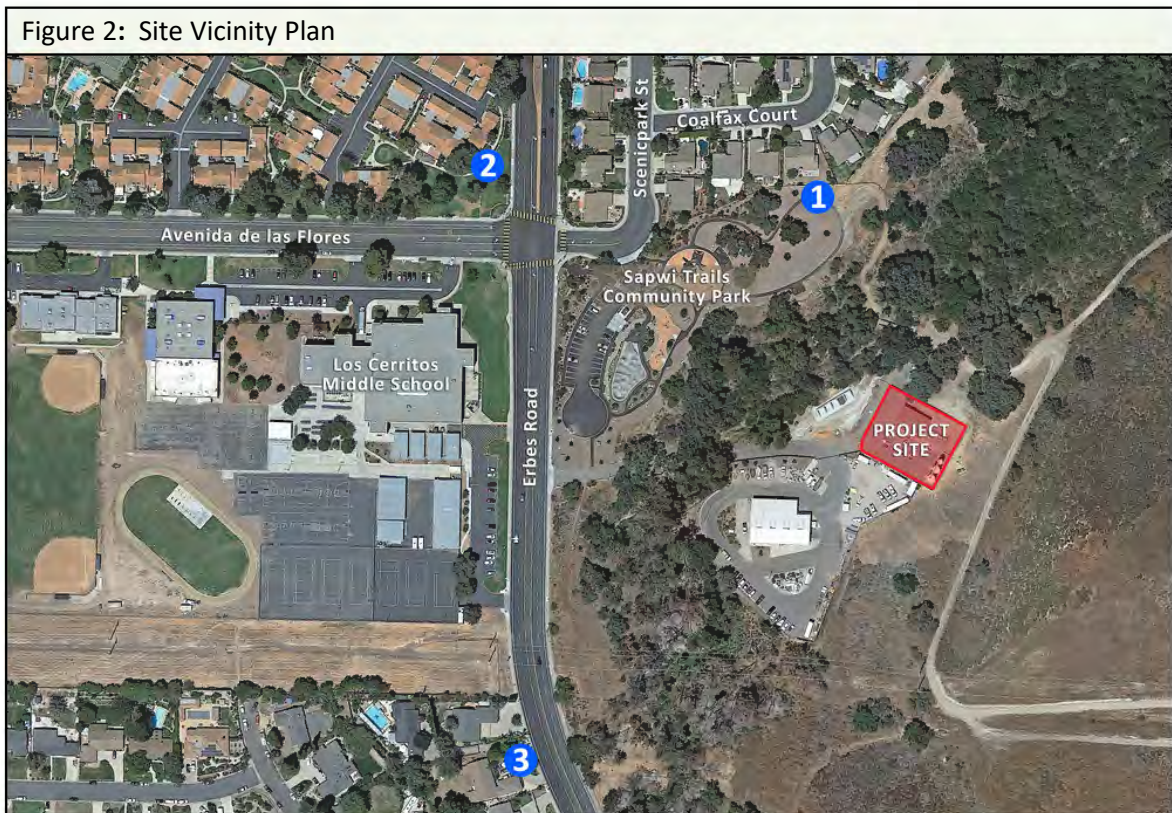 Figure 2: Site Vicinity Plan
Coalfax Court
Scenicpark St
2
1
Avenida de las Flores
Sapwi Trails
Community Park
Los Cerritos
Middle School
Erbes Road
PROJECT
SITE
3